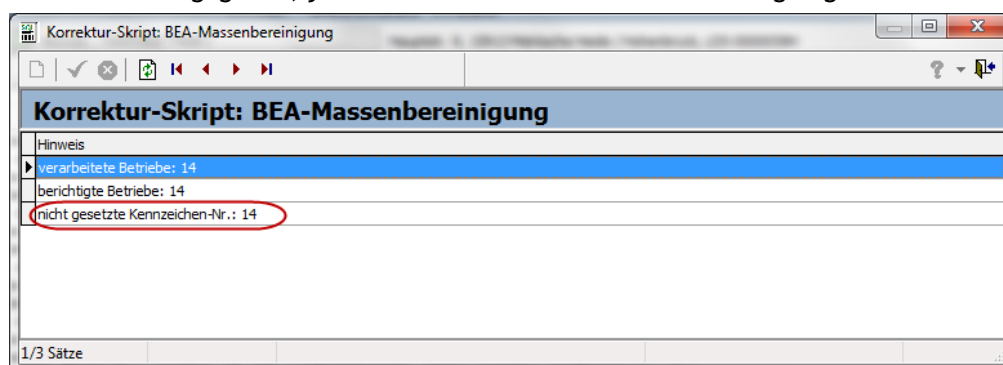 Korrektur-Skript: BEA-Massenbereinigung
Korrektur-Skript: BEA-Massenbereinigung
Hinweis
verarbeitete Betriebe: 14
berichtigte Betriebe: 14
nicht gesetzte Kennzeichen-Nr.: 14
1/3 Sätze